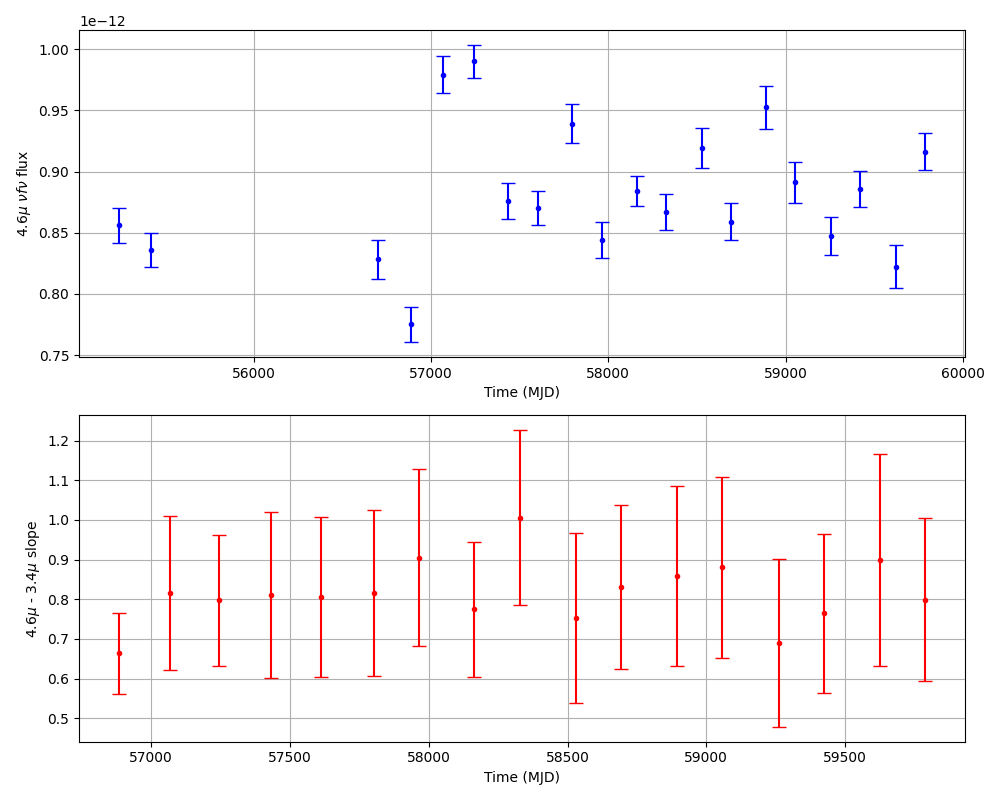 1e−12
1.00
0.95
0.90
0.85
0.80
0.75
4.6μ νfν flux
56000 57000 58000 59000 60000
Time (MJD)
1.2
1.1
1.0
0.9
0.8
0.7
0.6
0.5
4.6μ - 3.4μ slope
57000 57500 58000 58500 59000 59500
Time (MJD)